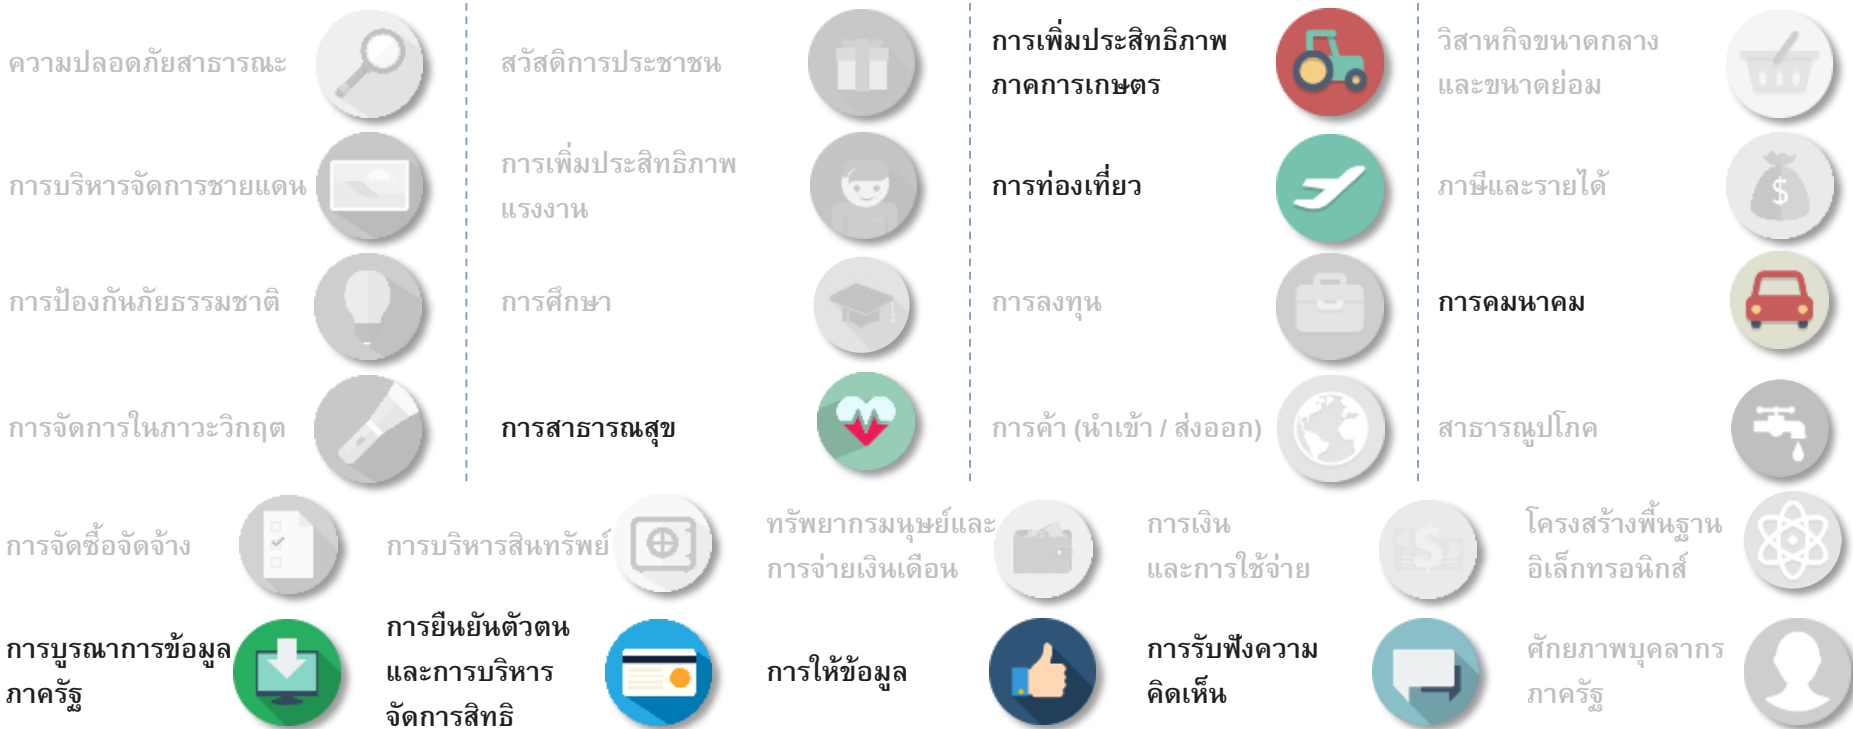 ความปลอดภัยสาธารณะ
สวัสดิการประชาชน
การเพิ่มประสิทธิภาพ
ภาคการเกษตร
วิสาหกิจขนาดกลาง
และขนาดย่อม
การบริหารจัดการชายแดน
การเพิ่มประสิทธิภาพ
แรงงาน
การท่องเที่ยว
ภาษีและรายได้
$
การป้องกันภัยธรรมชาติ
การศึกษา
การลงทุน
การคมนาคม
การจัดการในภาวะวิกฤต
การสาธารณสุข
การค้า (นำเข้า / ส่งออก)
สาธารณูปโภค
การจัดซื้อจัดจ้าง
การบริหารสินทรัพย์
ทรัพยากรมนุษย์และ
การจ่ายเงินเดือน
การเงิน
และการใช้จ่าย
$
โครงสร้างพื้นฐาน
อิเล็กทรอนิกส์
การบูรณาการข้อมูล
ภาครัฐ
การยืนยันตัวตน
และการบริหาร
จัดการสิทธิ
การให้ข้อมูล
การรับฟังความ
คิดเห็น
ศักยภาพบุคลากร
ภาครัฐ